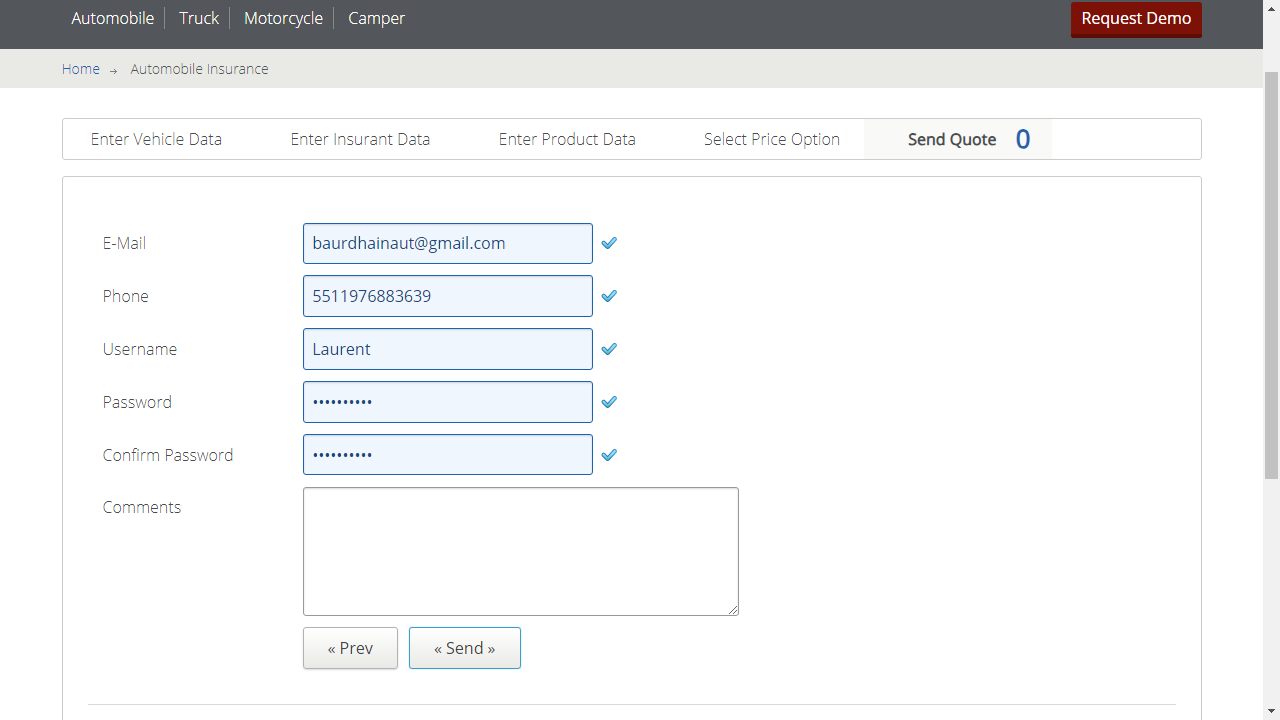 Automobile Truck Motorcycle Camper Request Demo
Home → Automobile Insurance
Enter Vehicle Data Enter Insurant Data Enter Product Data Select Price Option Send Quote 0
E-Mail baurdhainaut@gmail.com
Phone 5511976883639
Username Laurent
Password ••••••••••
Confirm Password ••••••••••
Comments
« Prev « Send »